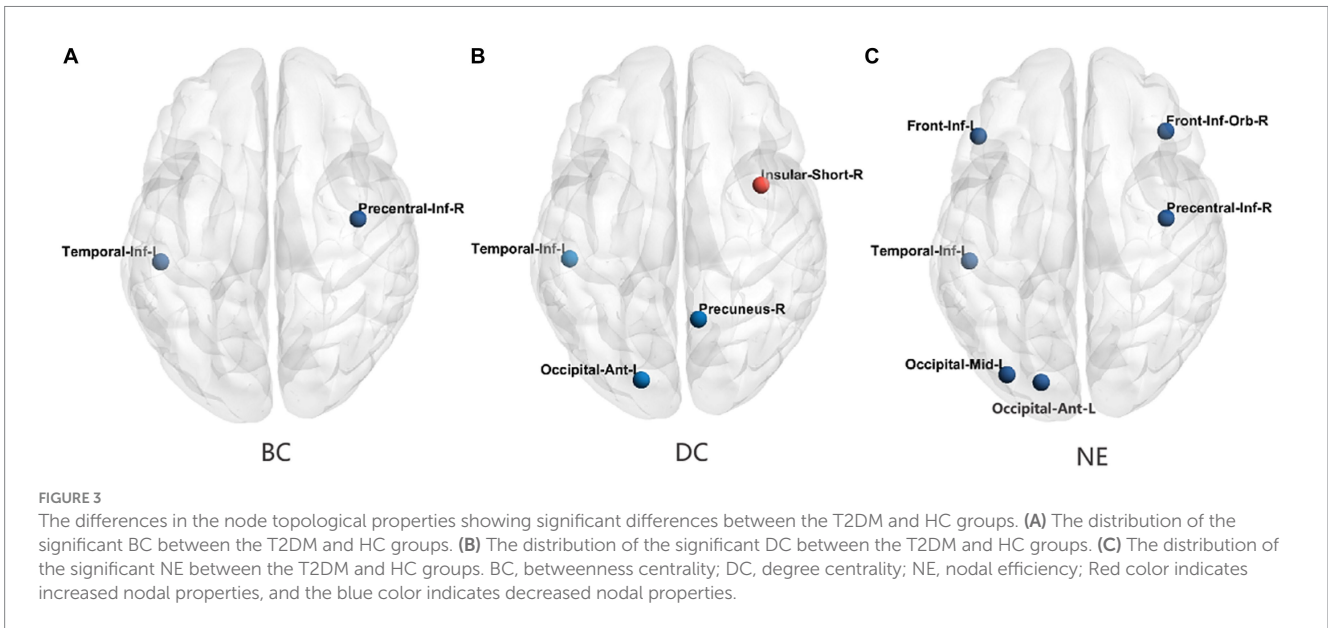 A
B
C
Front-Inf-L
Front-Inf-Orb-R
Insular-Short-R
Precentral-Inf-R
Precentral-Inf-R
Temporal-Inf-L
Temporal-Inf-L
Temporal-Inf-L
Precuneus-R
Occipital-Ant-L
Occipital-Mid-L
Occipital-Ant-L
BC
DC
NE
FIGURE 3
The differences in the node topological properties showing significant differences between the T2DM and HC groups. (A) The distribution of the
significant BC between the T2DM and HC groups. (B) The distribution of the significant DC between the T2DM and HC groups. (C) The distribution of
the significant NE between the T2DM and HC groups. BC, betweenness centrality; DC, degree centrality; NE, nodal efficiency; Red color indicates
increased nodal properties, and the blue color indicates decreased nodal properties.